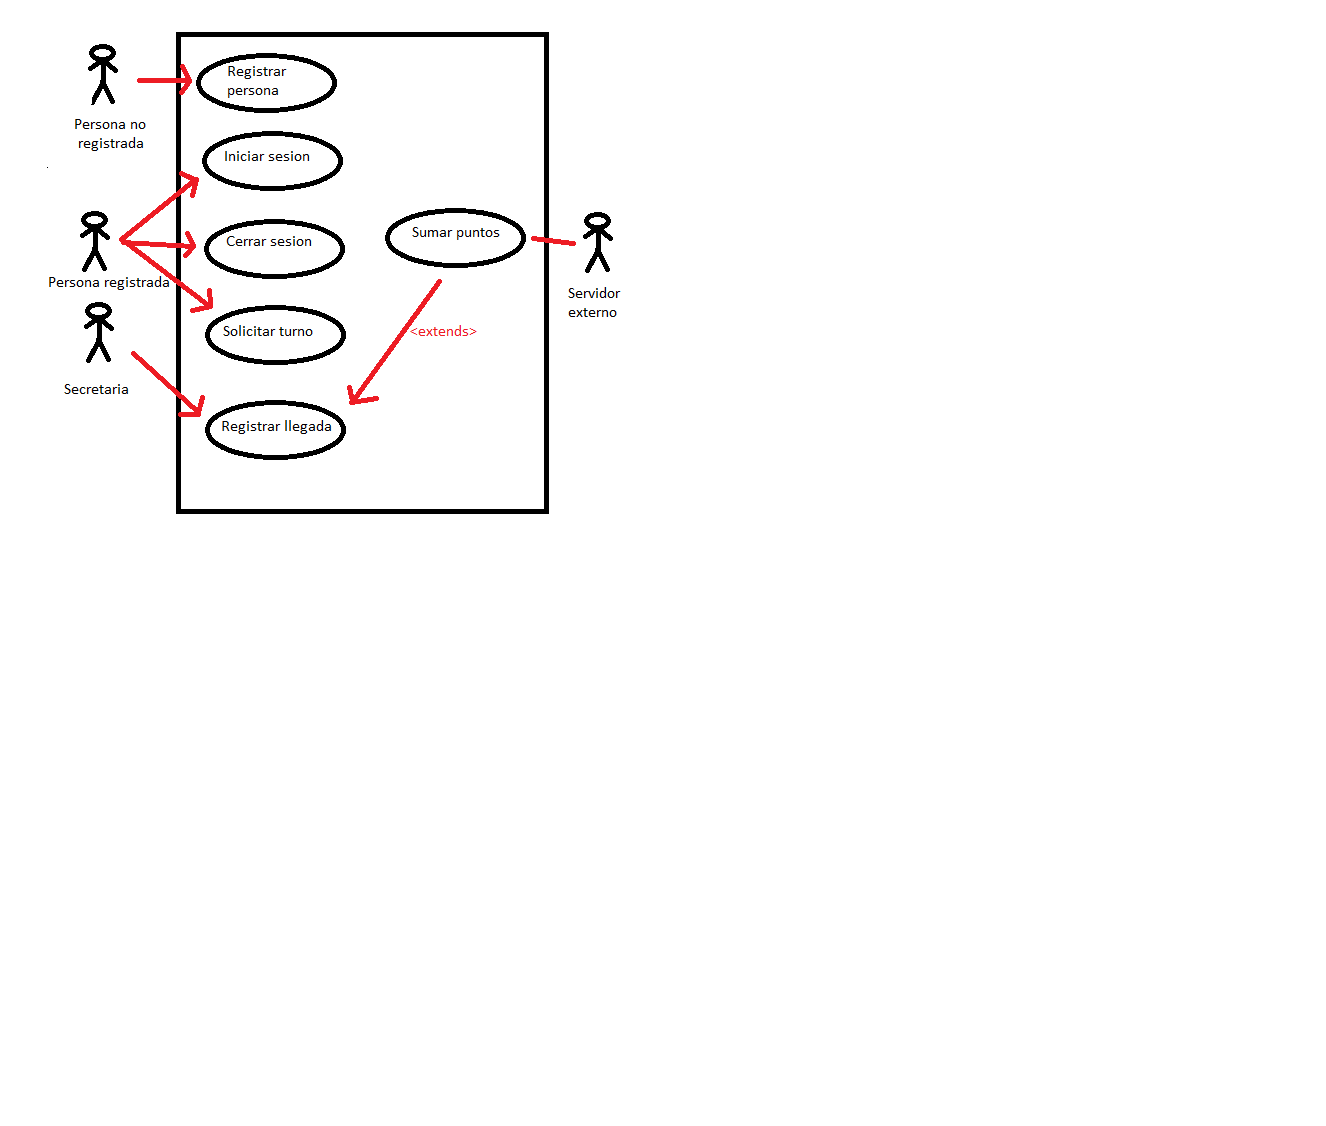 Registrar
persona
Persona no
registrada
Iniciar sesion
Cerrar sesion
Sumar puntos
Persona registrada
Servidor
externo
Solicitar turno
<extends>
Secretaria
Registrar llegada